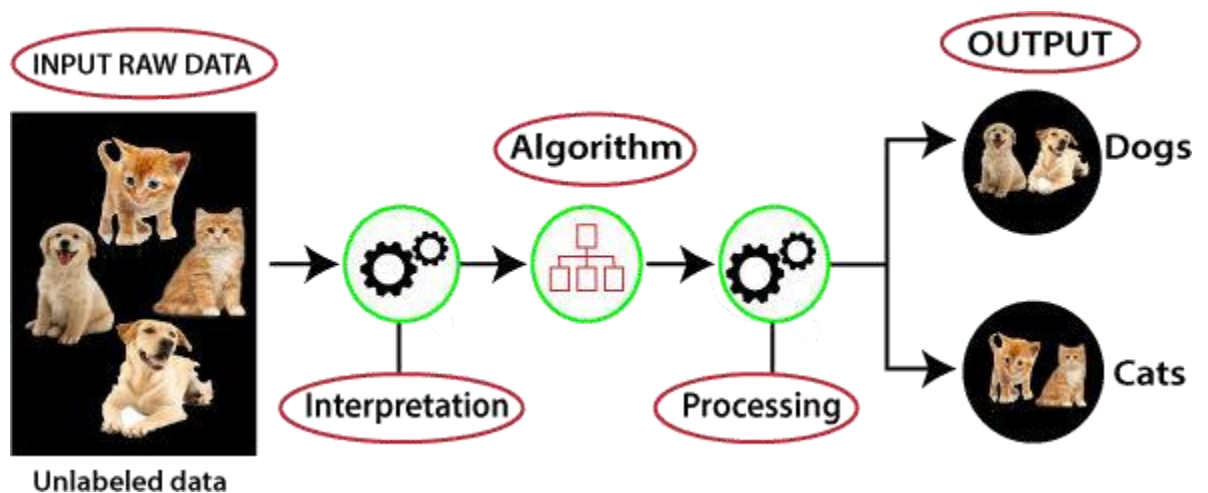 INPUT RAW DATA
OUTPUT
Algorithm
Dogs
Cats
Interpretation
Processing
Unlabeled data